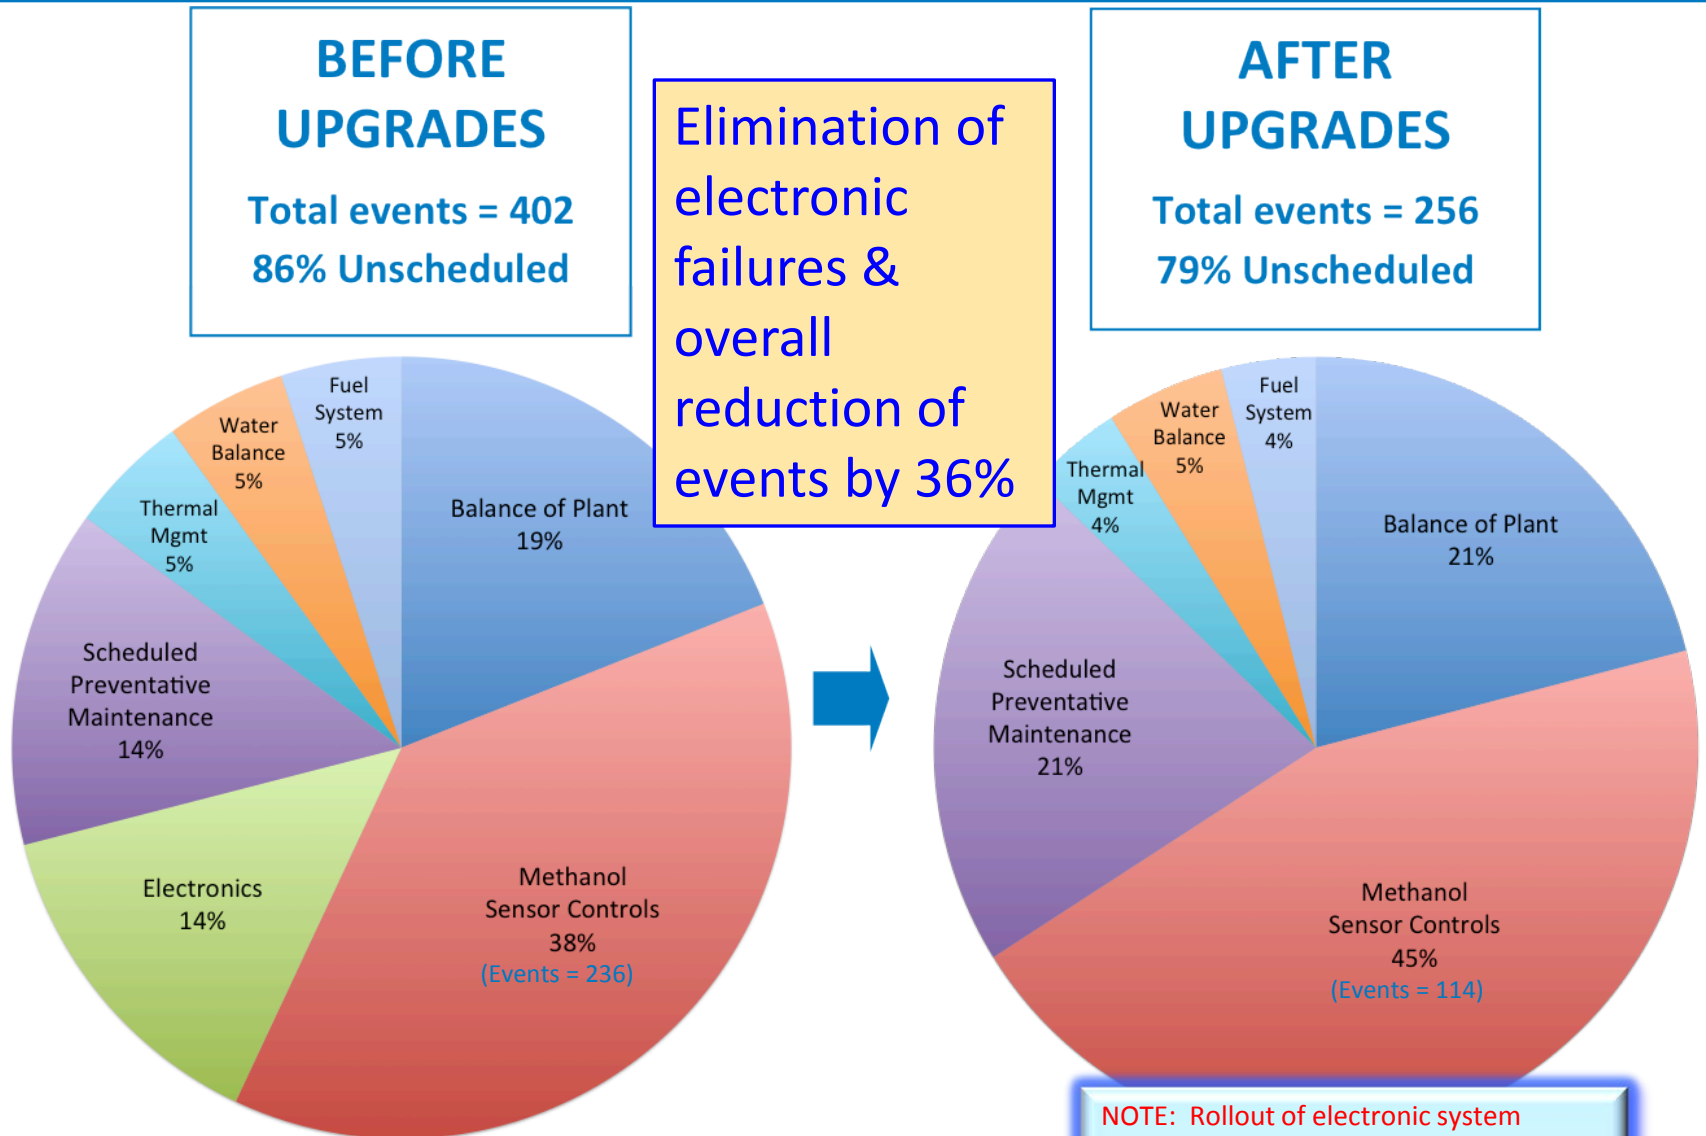 BEFORE
UPGRADES
Total events = 402
86% Unscheduled
Elimination of
electronic
failures &
overall
reduction of
events by 36%
AFTER
UPGRADES
Total events = 256
79% Unscheduled
Fuel
System
5%
Water
Balance
5%
Thermal
Mgmt
5%
Balance of Plant
19%
Scheduled
Preventative
Maintenance
14%
Electronics
14%
Methanol
Sensor Controls
38%
(Events = 236)
Fuel
System
4%
Water
Balance
5%
Thermal
Mgmt
4%
Balance of Plant
21%
Scheduled
Preventative
Maintenance
21%
Methanol
Sensor Controls
45%
(Events = 114)
NOTE: Rollout of electronic system